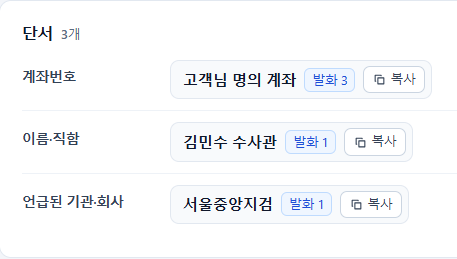 단서 3개
계좌번호 고객님 명의 계좌 발화 3 복사
이름·직함 김민수 수사관 발화 1 복사
언급된 기관·회사 서울중앙지검 발화 1 복사